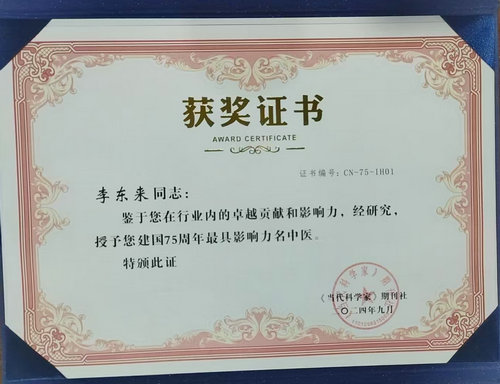 获奖证书
AWARD CERTIFICATE
证书编号：CN-75-IH01
李东来同志：
鉴于您在行业内的卓越贡献和影响力，经研究，
授予您建国75周年最具影响力名中医。
特颁此证
《当代科学家》期刊社
二〇二四年九月